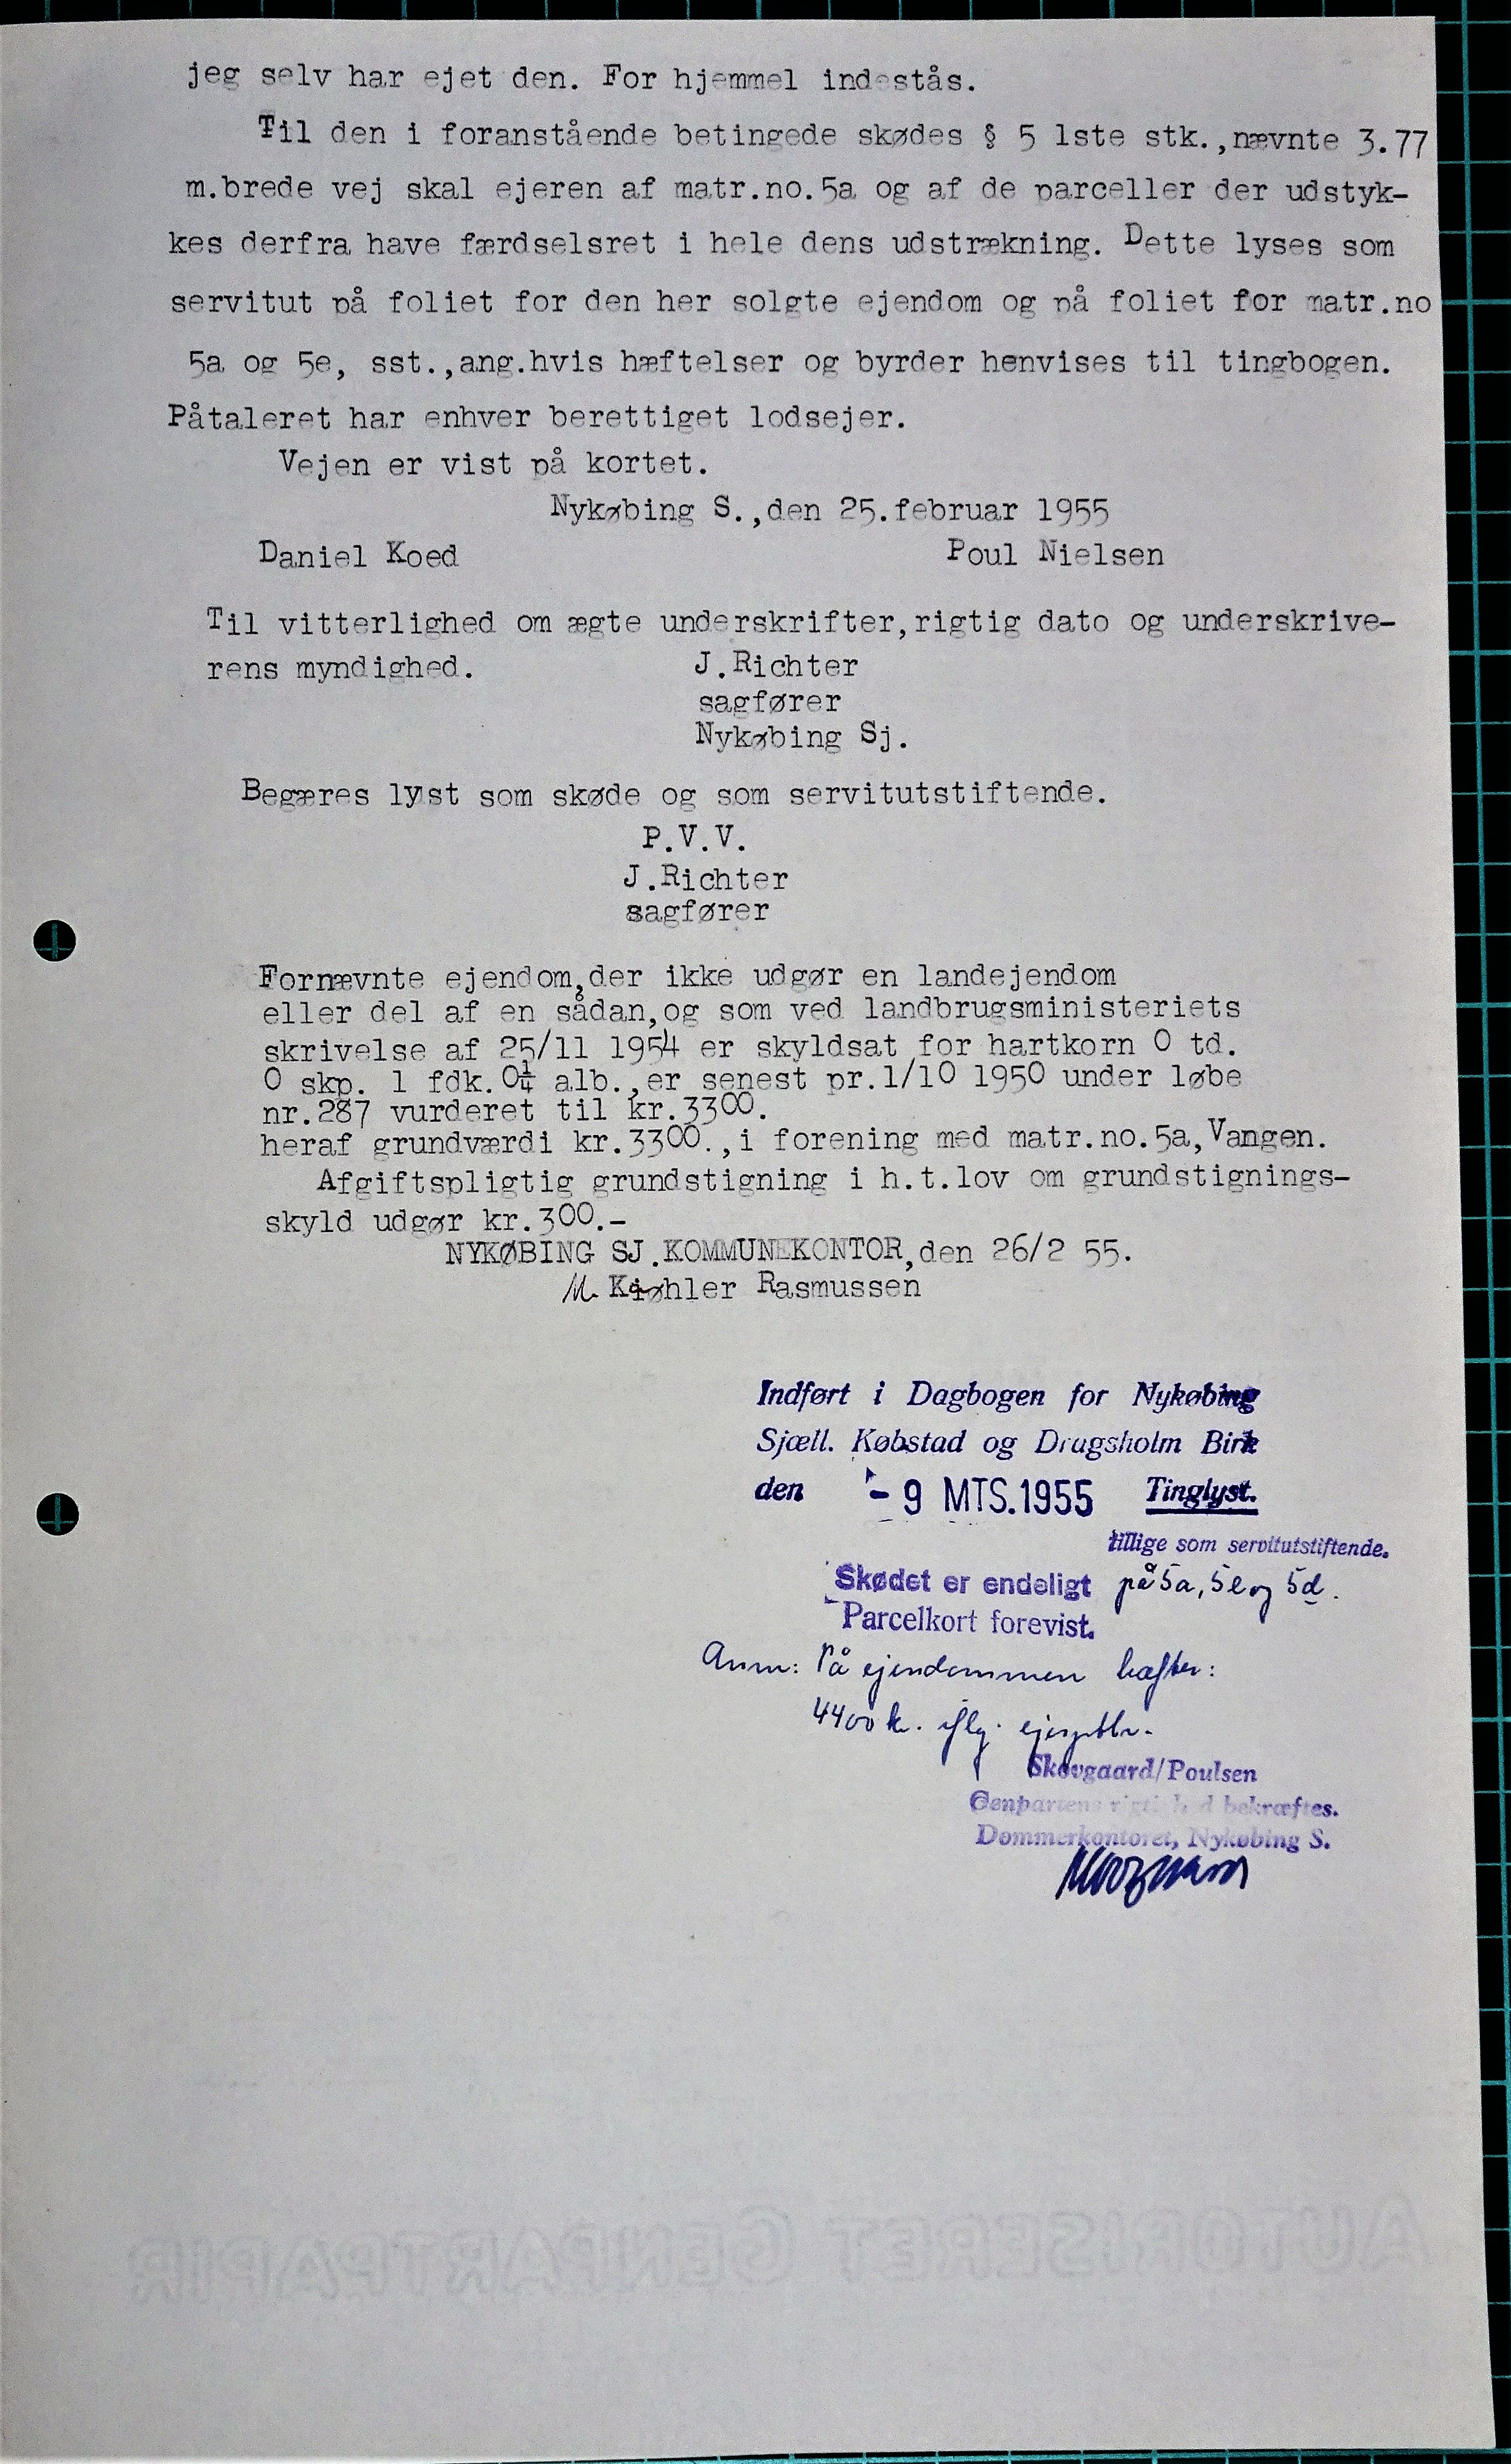 jeg selv har ejet den. For hjemmel indestås.
Til den i foranstående betingede skødes § 5 1ste stk.,nævnte 3.77
m.brede vej skal ejeren af matr.no.5a og af de parceller der udstyk-
kes derfra have færdselsret i hele dens udstrækning. Dette lyses som
servitut på foliet for den her solgte ejendom og på foliet for matr.no
5a og 5e, sst.,ang.hvis hæftelser og byrder henvises til tingbogen.
Påtaleret har enhver berettiget lodsejer.
Vejen er vist på kortet.
Nykøbing S.,den 25.februar 1955
Daniel Koed Poul Nielsen
Til vitterlighed om ægte underskrifter,rigtig dato og underskrive-
rens myndighed. J.Richter
sagfører
Nykøbing Sj.
Begæres lyst som skøde og som servitutstiftende.
P.V.V.
J.Richter
sagfører
Fornævnte ejendom,der ikke udgør en landejendom
eller del af en sådan,og som ved landbrugsministeriets
skrivelse af 25/11 1954 er skyldsat for hartkorn 0 td.
0 skp. 1 fdk. 0¼ alb.,er senest pr.1/10 1950 under løbe
nr.287 vurderet til kr.3300.
heraf grundværdi kr.3300.,i forening med matr.no.5a,Vangen.
Afgiftspligtig grundstigning i h.t.lov om grundstignings-
skyld udgør kr.300.-
NYKØBING SJ.KOMMUNEKONTOR,den 26/2 55.
M. Køhler Rasmussen
Indført i Dagbogen for Nykøbing
Sjæll. Købstad og Dragsholm Birk
den - 9 MTS.1955 Tinglyst.
tillige som servitutstiftende.
Skødet er endeligt på 5a, 5e og 5d.
Parcelkort forevist.
Anm: På ejendommen hæfter:
4400 kr. iflg. ejerptbr.
Skovgaard/Poulsen
Genpartens rigtighed bekræftes.
Dommerkontoret, Nykøbing S.
AUTORISERET GENPARTPAPIR